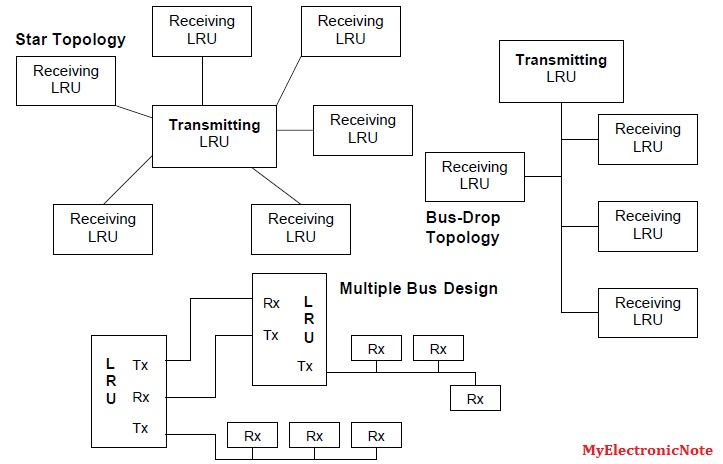 Star Topology
Receiving
LRU
Receiving
LRU
Receiving
LRU
Transmitting
LRU
Receiving
LRU
Receiving
LRU
Receiving
LRU
Transmitting
LRU
Receiving
LRU
Receiving
LRU
Bus-Drop
Topology
Receiving
LRU
Receiving
LRU
Multiple Bus Design
Rx
Tx
Tx
L
R
U
Rx
Rx
Rx
L
R
U
Tx
Rx
Tx
Rx
Rx
Rx
MyElectronicNote